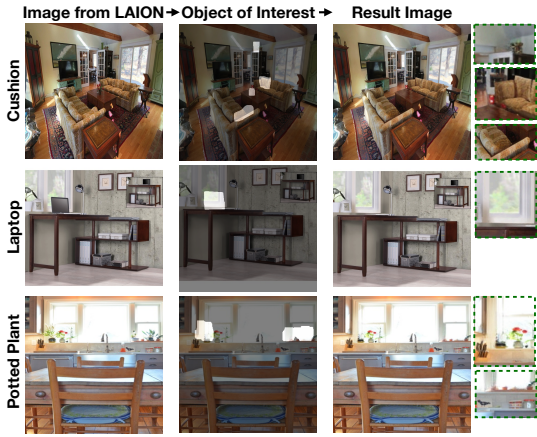 Image from LAION→Object of Interest→ Result Image
Cushion
Laptop
Potted Plant